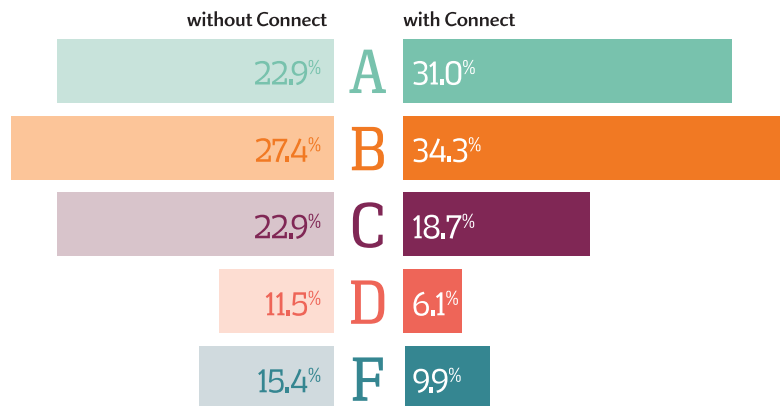 without Connect with Connect
22.9% A 31.0%
27.4% B 34.3%
22.9% C 18.7%
11.5% D 6.1%
15.4% F 9.9%